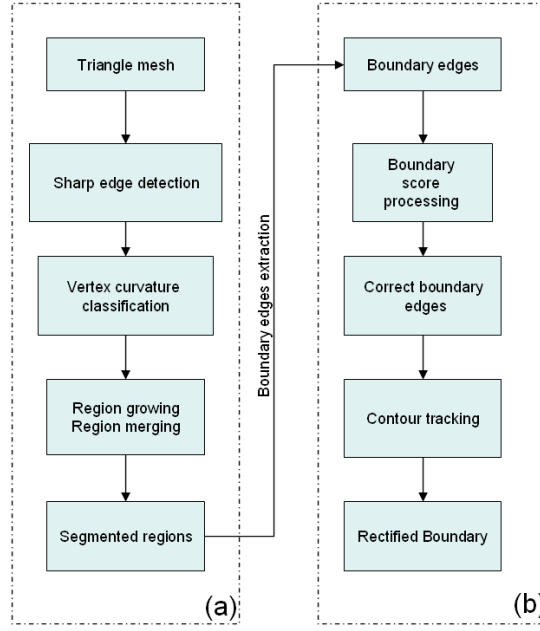 Triangle mesh
Sharp edge detection
Vertex curvature
classification
Region growing
Region merging
Segmented regions
(a)
Boundary edges extraction
Boundary edges
Boundary
score
processing
Correct boundary
edges
Contour tracking
Rectified Boundary
(b)